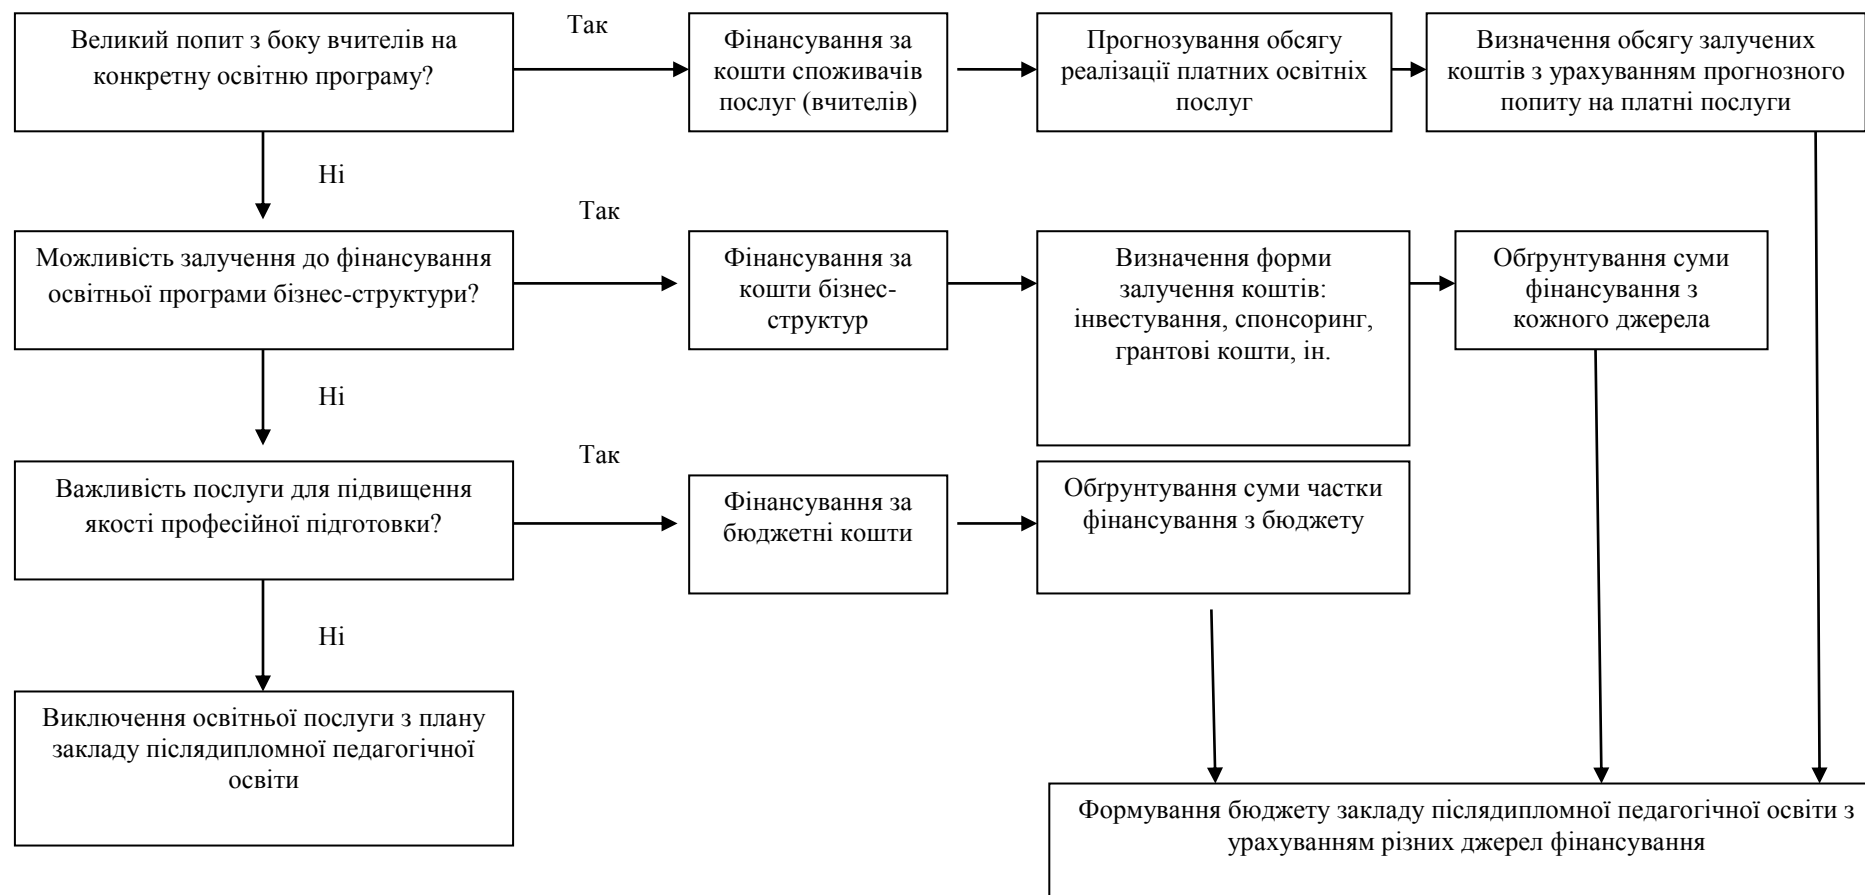 Великий попит з боку вчителів на
конкретну освітню програму?
Так
Фінансування за
кошти споживачів
послуг (вчителів)
Прогнозування обсягу
реалізації платних освітніх
послуг
Визначення обсягу залучених
коштів з урахуванням прогнозного
попиту на платні послуги
Ні
Можливість залучення до фінансування
освітньої програми бізнес-структури?
Так
Фінансування за
кошти бізнес-
структур
Визначення форми
залучення коштів:
інвестування, спонсоринг,
грантові кошти, ін.
Обґрунтування суми
фінансування з
кожного джерела
Ні
Важливість послуги для підвищення
якості професійної підготовки?
Так
Фінансування за
бюджетні кошти
Обґрунтування суми частки
фінансування з бюджету
Ні
Виключення освітньої послуги з плану
закладу післядипломної педагогічної
освіти
Формування бюджету закладу післядипломної педагогічної освіти з
урахуванням різних джерел фінансування